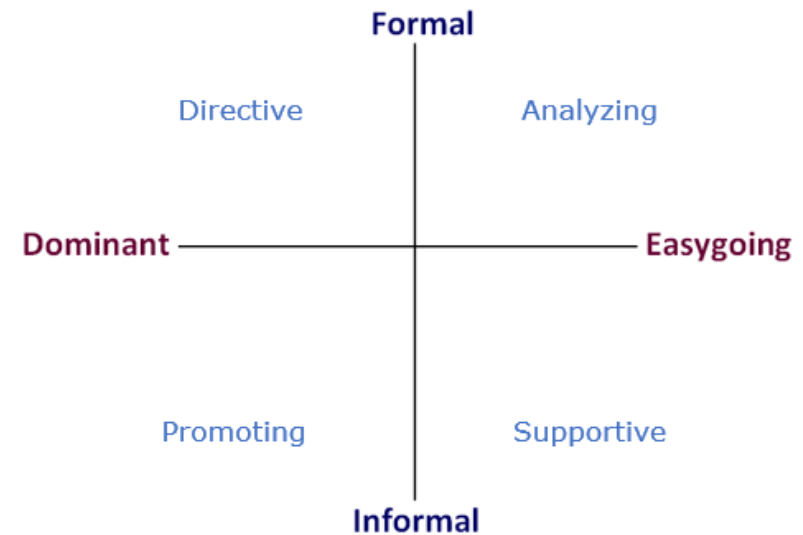 Formal
Directive
Analyzing
Dominant
Easygoing
Promoting
Supportive
Informal